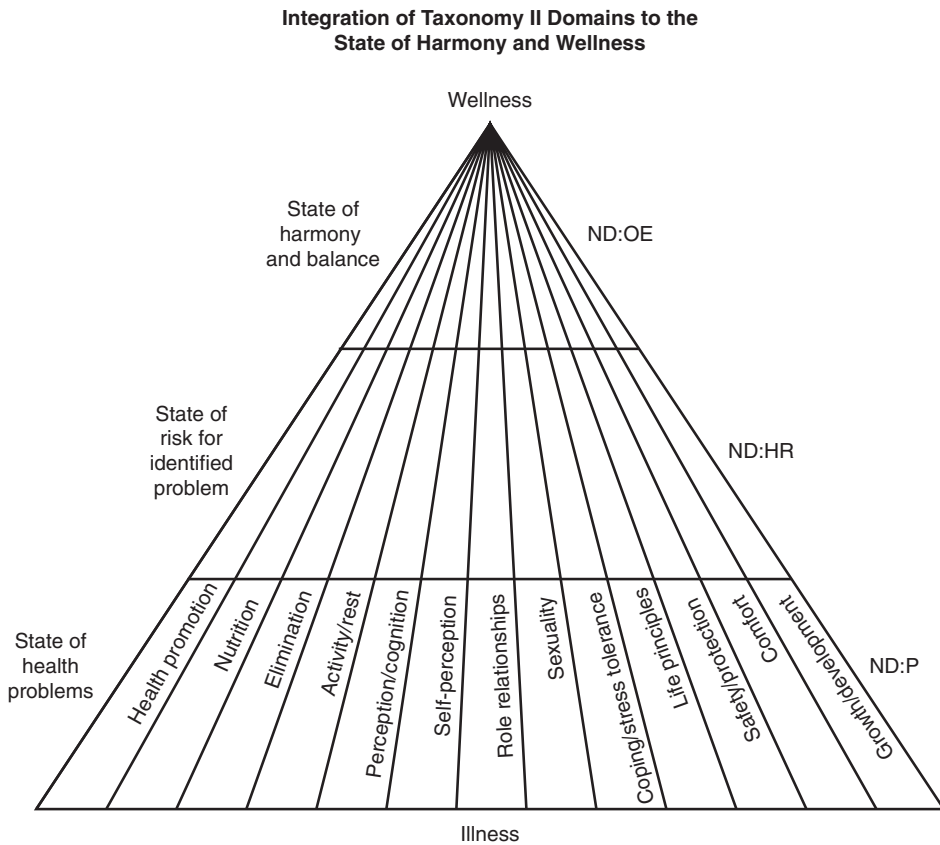 Integration of Taxonomy II Domains to the
State of Harmony and Wellness
Wellness
State of
harmony
and balance
ND:OE
State of
risk for
identified
problem
ND:HR
State of
health
problems
Health promotion
Nutrition
Elimination
Activity/rest
Perception/cognition
Self-perception
Role relationships
Sexuality
Coping/stress tolerance
Life principles
Safety/protection
Comfort
Growth/development
ND:P
Illness